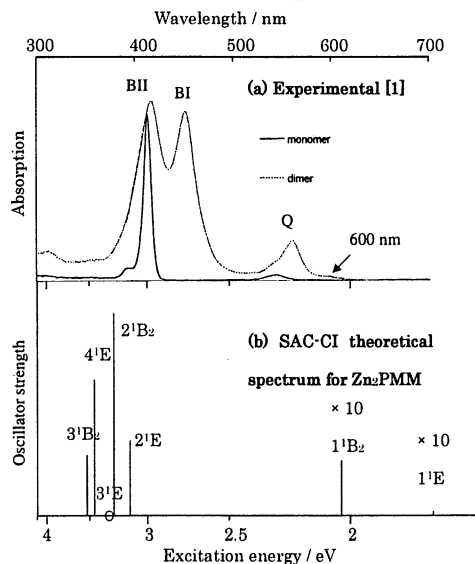 Wavelength / nm
300 400 500 600 700
BII
BI
(a) Experimental [1]
monomer
dimer
Q
600 nm
Absorption
2¹B₂
4¹E
3¹B₂
3¹E
2¹E
(b) SAC-CI theoretical
spectrum for Zn₂PMM
× 10
1¹B₂
× 10
1¹E
Oscillator strength
4 3 2.5 2
Excitation energy / eV